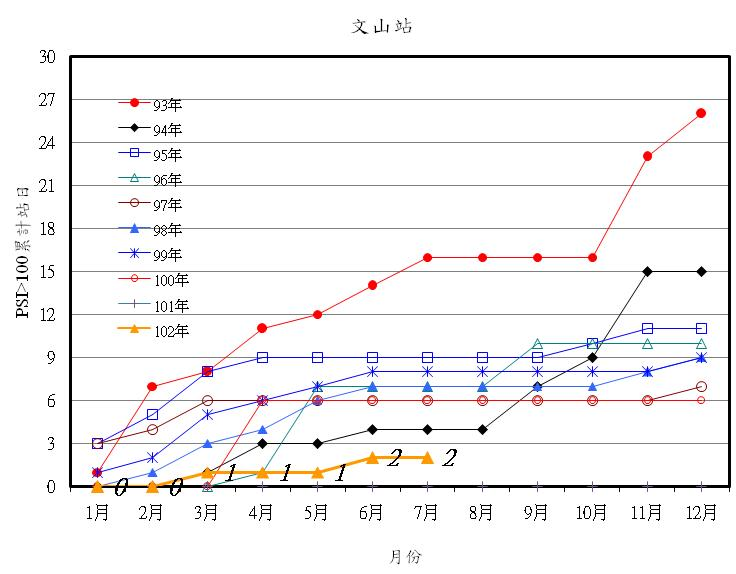 文山站
PSI>100累計站日
30
27
24
21
18
15
12
9
6
3
0
93年
94年
95年
96年
97年
98年
99年
100年
101年
102年
0 0 1 1 1 2 2
1月 2月 3月 4月 5月 6月 7月 8月 9月 10月 11月 12月
月份